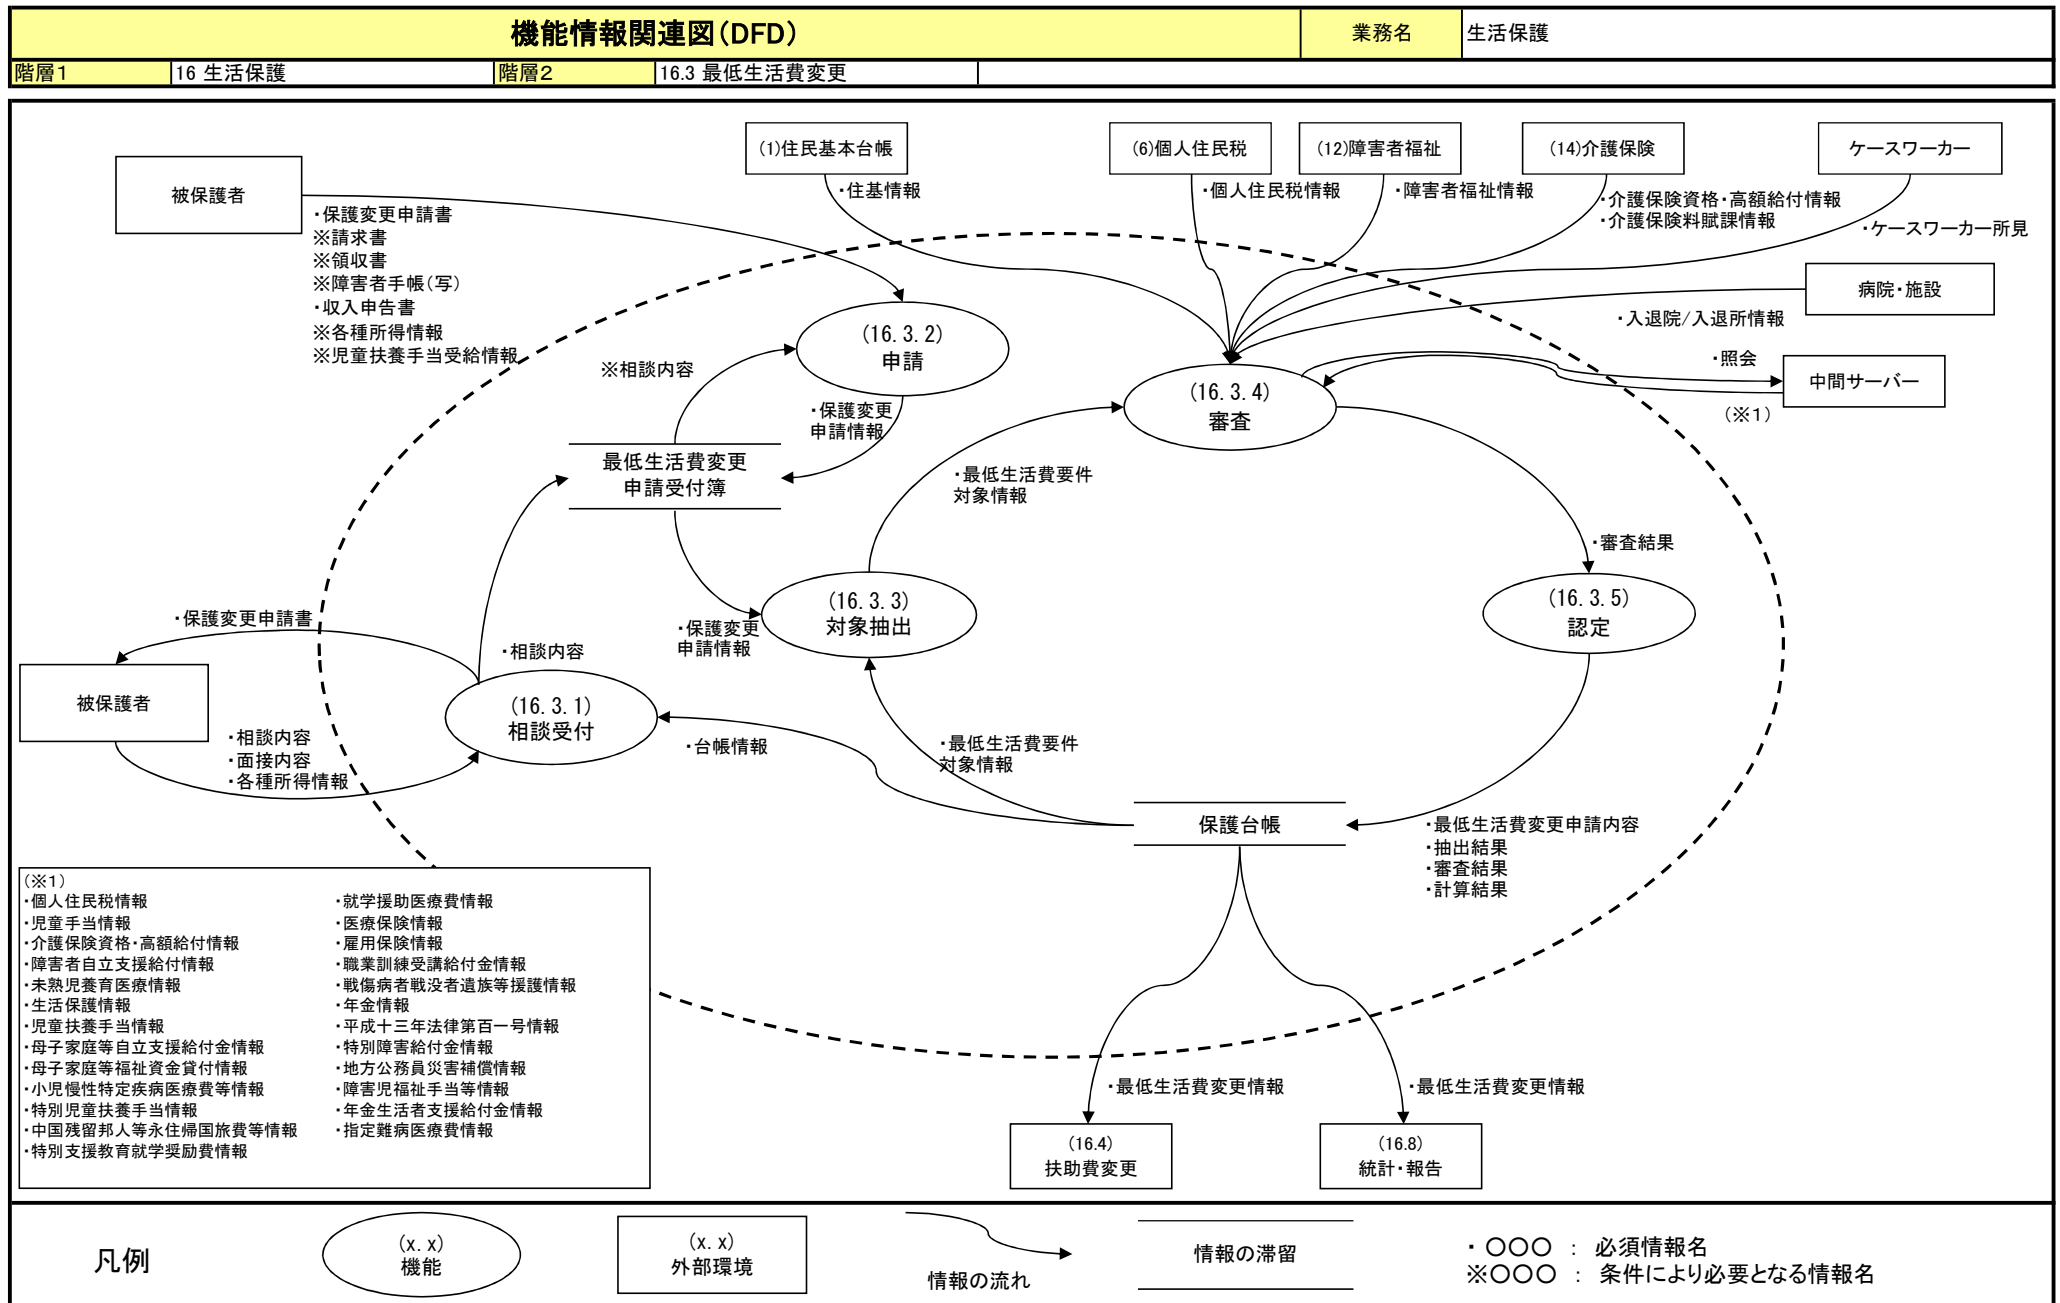 機能情報関連図(DFD)
業務名
生活保護
階層1
16 生活保護
階層2
16.3 最低生活費変更
(1)住民基本台帳
(6)個人住民税
(12)障害者福祉
(14)介護保険
ケースワーカー
被保護者
・住基情報
・個人住民税情報
・障害者福祉情報
・介護保険資格・高額給付情報
・介護保険料賦課情報
・ケースワーカー所見
・保護変更申請書
※請求書
※領収書
※障害者手帳(写)
・収入申告書
※各種所得情報
※児童扶養手当受給情報
病院・施設
・入退院/入退所情報
(16.3.2)
申請
※相談内容
・照会
中間サーバー
(※1)
(16.3.4)
審査
・保護変更
申請情報
最低生活費変更
申請受付簿
・最低生活費要件
対象情報
・審査結果
(16.3.3)
対象抽出
(16.3.5)
認定
・保護変更申請書
・保護変更
申請情報
・相談内容
被保護者
(16.3.1)
相談受付
・相談内容
・面接内容
・各種所得情報
・台帳情報
・最低生活費要件
対象情報
保護台帳
・最低生活費変更申請内容
・抽出結果
・審査結果
・計算結果
(※1)
・個人住民税情報
・児童手当情報
・介護保険資格・高額給付情報
・障害者自立支援給付情報
・未熟児養育医療情報
・生活保護情報
・児童扶養手当情報
・母子家庭等自立支援給付金情報
・母子家庭等福祉資金貸付情報
・小児慢性特定疾病医療費等情報
・特別児童扶養手当情報
・中国残留邦人等永住帰国旅費等情報
・特別支援教育就学奨励費情報
・就学援助医療費情報
・医療保険情報
・雇用保険情報
・職業訓練受講給付金情報
・戦傷病者戦没者遺族等援護情報
・年金情報
・平成十三年法律第百一号情報
・特別障害給付金情報
・地方公務員災害補償情報
・障害児福祉手当等情報
・年金生活者支援給付金情報
・指定難病医療費情報
・最低生活費変更情報
・最低生活費変更情報
(16.4)
扶助費変更
(16.8)
統計・報告
凡例
(x.x)
機能
(x.x)
外部環境
情報の流れ
情報の滞留
・ 〇〇〇 : 必須情報名
※〇〇〇 : 条件により必要となる情報名